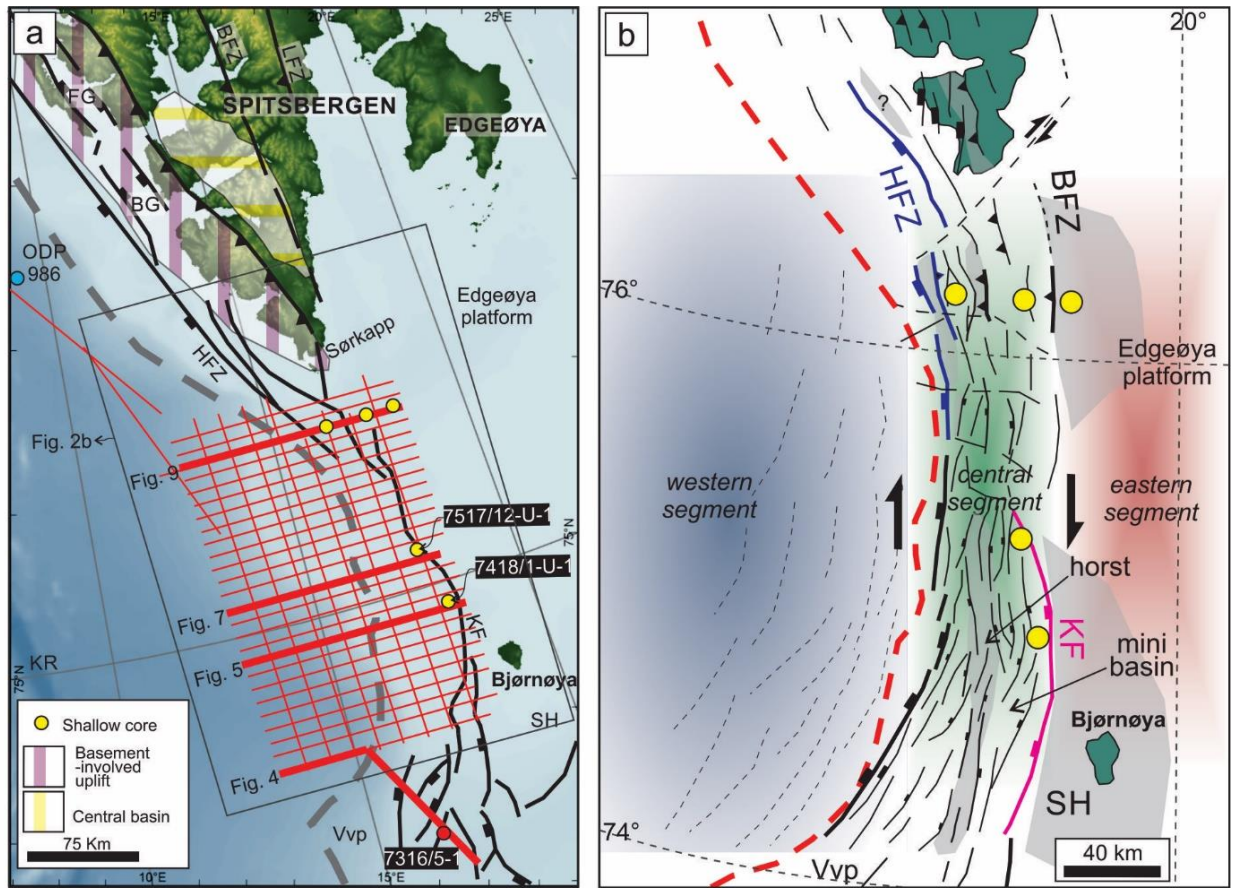 a
15°E
20°E
25°E
BFZ
LFZ
FG
SPITSBERGEN
EDGEØYA
BG
ODP
986
Edgeøya
platform
Sørkapp
HFZ
Fig. 2b
Fig. 9
7517/12-U-1
75°N
7418/1-U-1
Fig. 7
KF
KR
Fig. 5
Bjørnøya
75°N
SH
Shallow core
Basement
-involved
uplift
Fig. 4
Central basin
75 Km
Vvp
7316/5-1
10°E
15°E
b
20°
?
HFZ
BFZ
76°
Edgeøya
platform
western
segment
central
segment
eastern
segment
horst
KF
mini
basin
Bjørnøya
SH
74°
Vvp
40 km